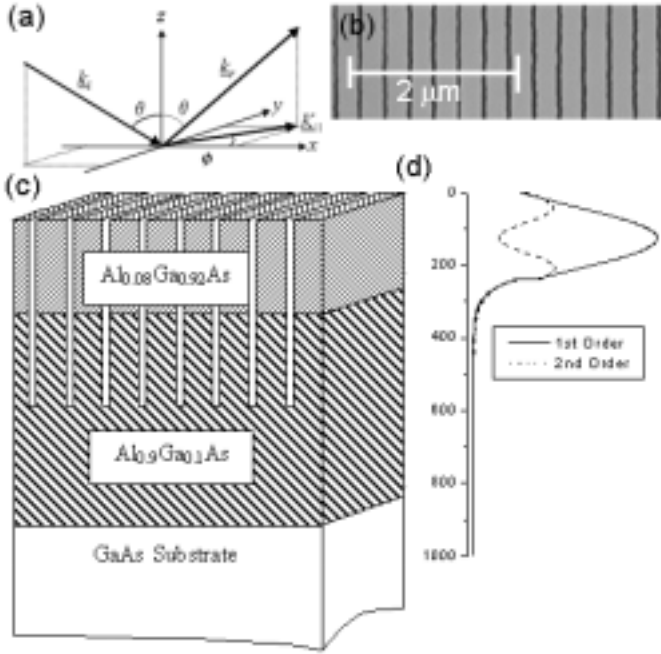 (a)
z
k_i
θ
θ
k_r
y
x
ϕ
(b)
2 μm
(c)
Al0.08Ga0.92As
Al0.9Ga0.1As
GaAs Substrate
(d)
0
200
400
600
800
1000
1st Order
2nd Order